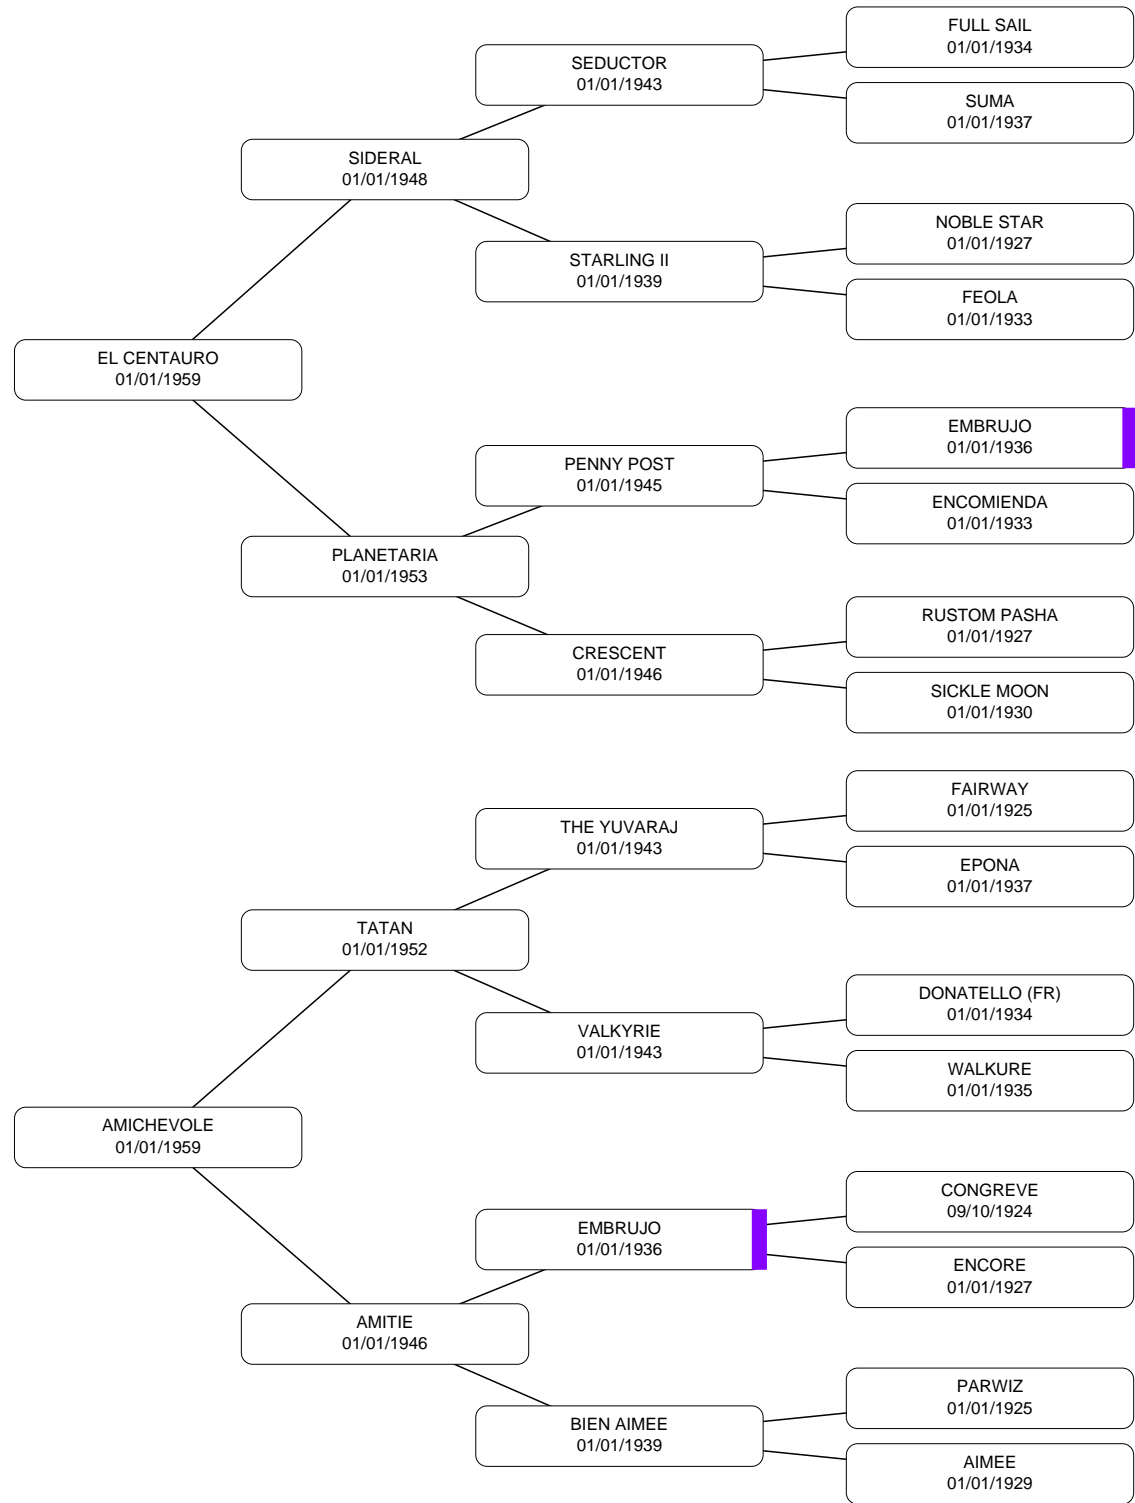 FULL SAIL
01/01/1934
SEDUCTOR
01/01/1943
SUMA
01/01/1937
SIDERAL
01/01/1948
NOBLE STAR
01/01/1927
STARLING II
01/01/1939
FEOLA
01/01/1933
EL CENTAURO
01/01/1959
EMBRUJO
01/01/1936
PENNY POST
01/01/1945
ENCOMIENDA
01/01/1933
PLANETARIA
01/01/1953
RUSTOM PASHA
01/01/1927
CRESCENT
01/01/1946
SICKLE MOON
01/01/1930
FAIRWAY
01/01/1925
THE YUVARAJ
01/01/1943
EPONA
01/01/1937
TATAN
01/01/1952
DONATELLO (FR)
01/01/1934
VALKYRIE
01/01/1943
WALKURE
01/01/1935
AMICHEVOLE
01/01/1959
CONGREVE
09/10/1924
EMBRUJO
01/01/1936
ENCORE
01/01/1927
AMITIE
01/01/1946
PARWIZ
01/01/1925
BIEN AIMEE
01/01/1939
AIMEE
01/01/1929